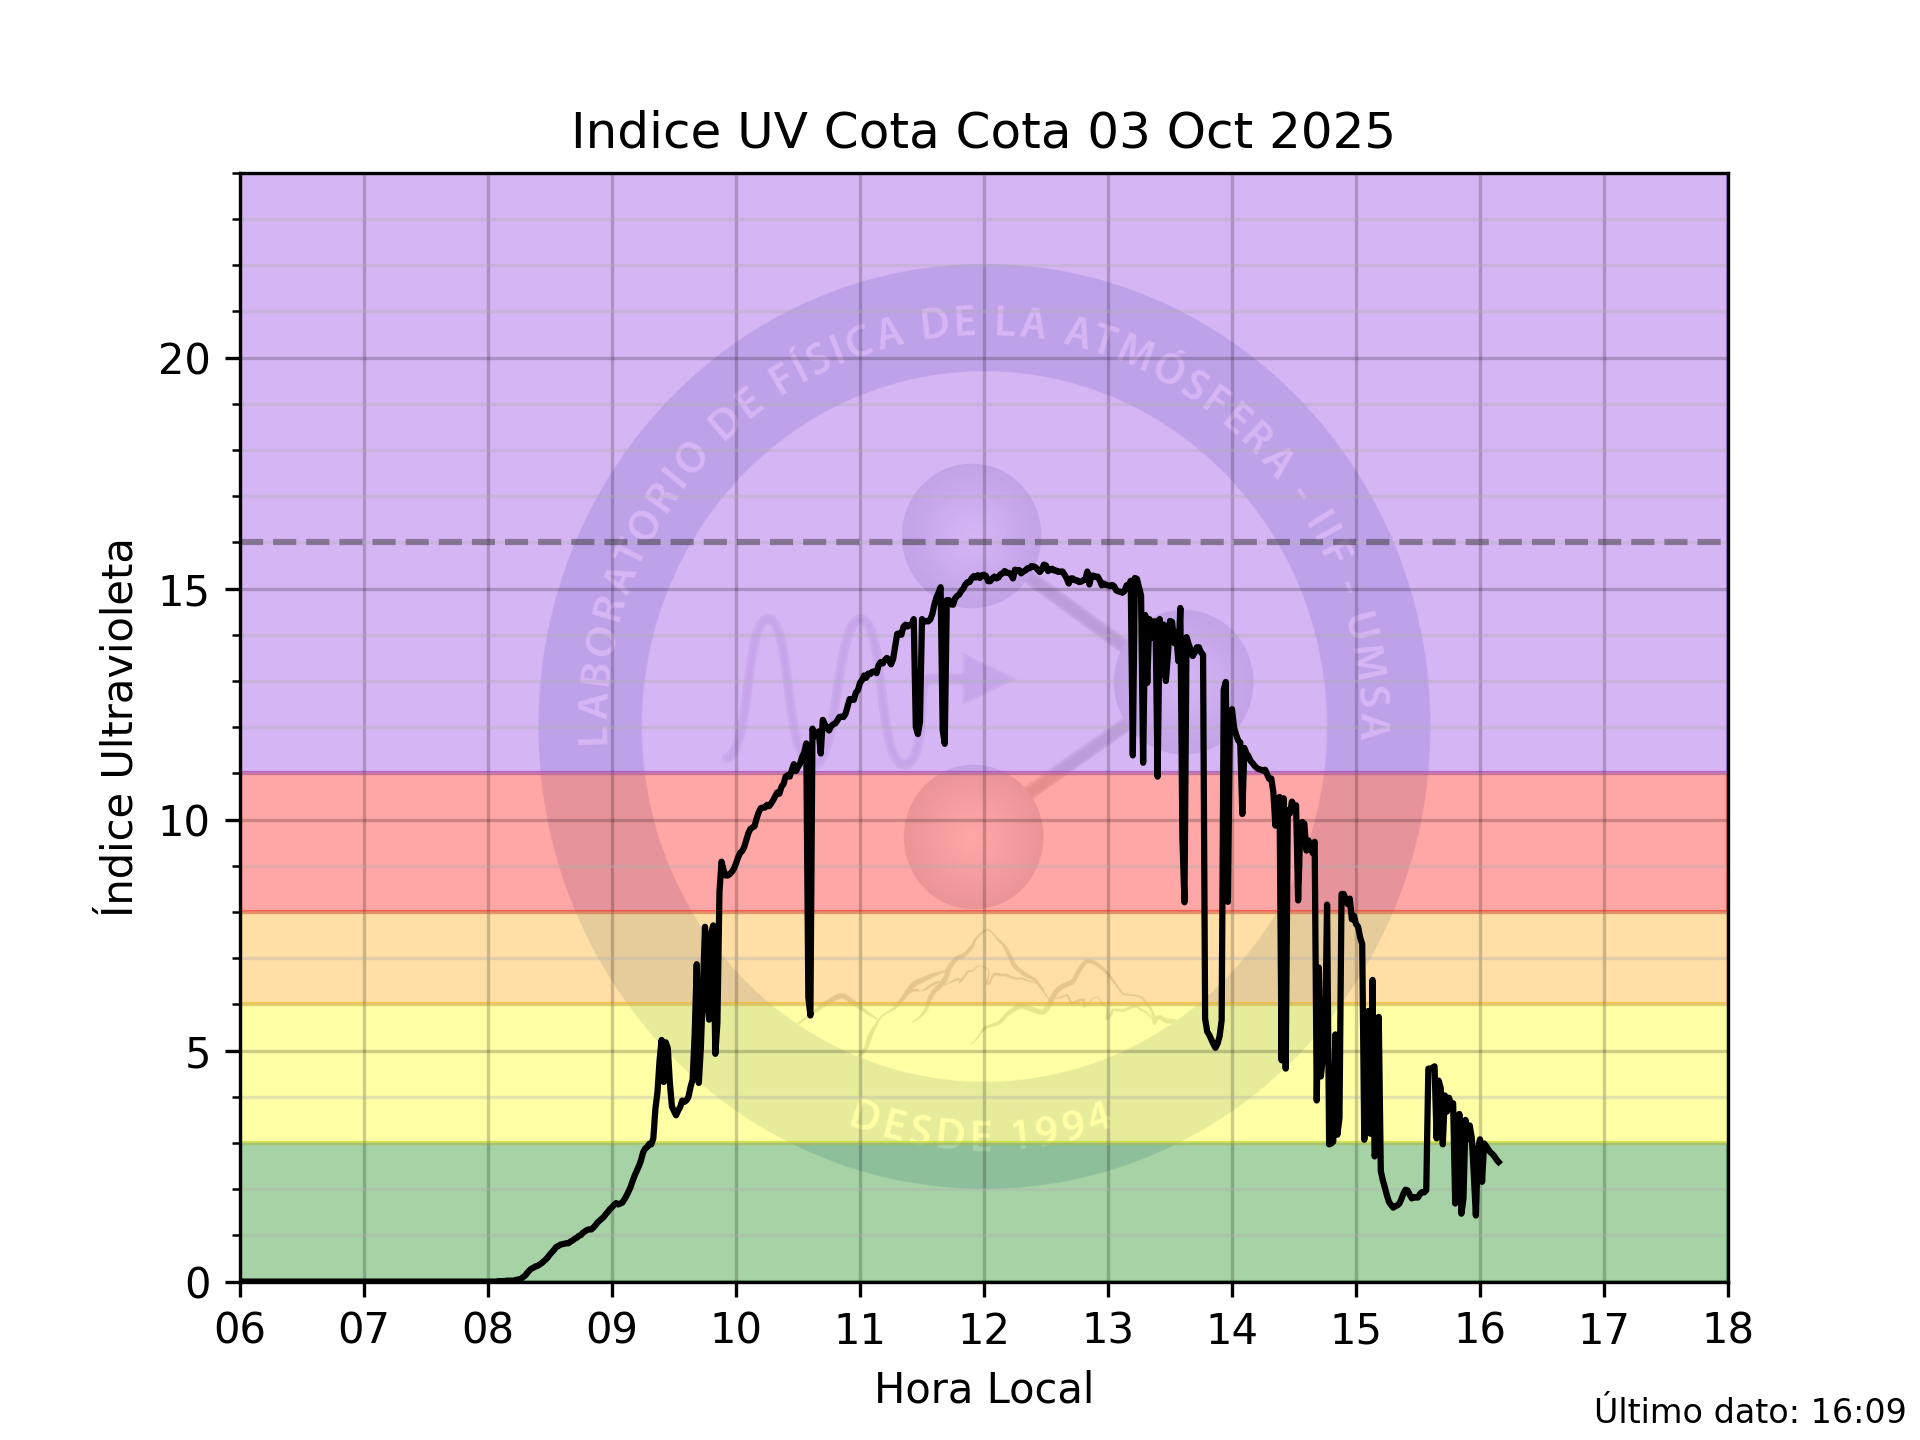 Indice UV Cota Cota 03 Oct 2025
LABORATORIO DE FÍSICA DE LA ATMÓSFERA - IIF - UMSA
DESDE 1994
Índice Ultravioleta
20
15
10
5
0
06 07 08 09 10 11 12 13 14 15 16 17 18
Hora Local
Último dato: 16:09